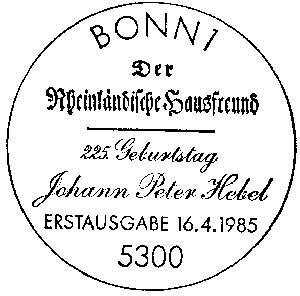 BONN 1
Der
Rheinländische Hausfreund
225. Geburtstag
Johann Peter Hebel
ERSTAUSGABE 16.4.1985
5300